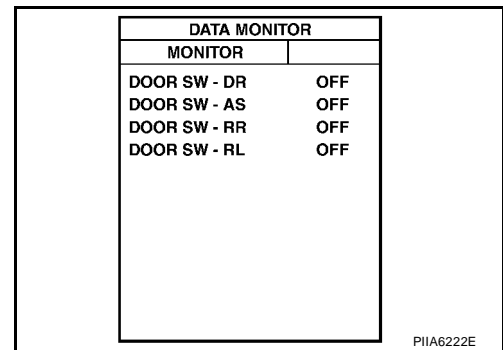 DATA MONITOR
MONITOR
DOOR SW - DR OFF
DOOR SW - AS OFF
DOOR SW - RR OFF
DOOR SW - RL OFF
PIIA6222E